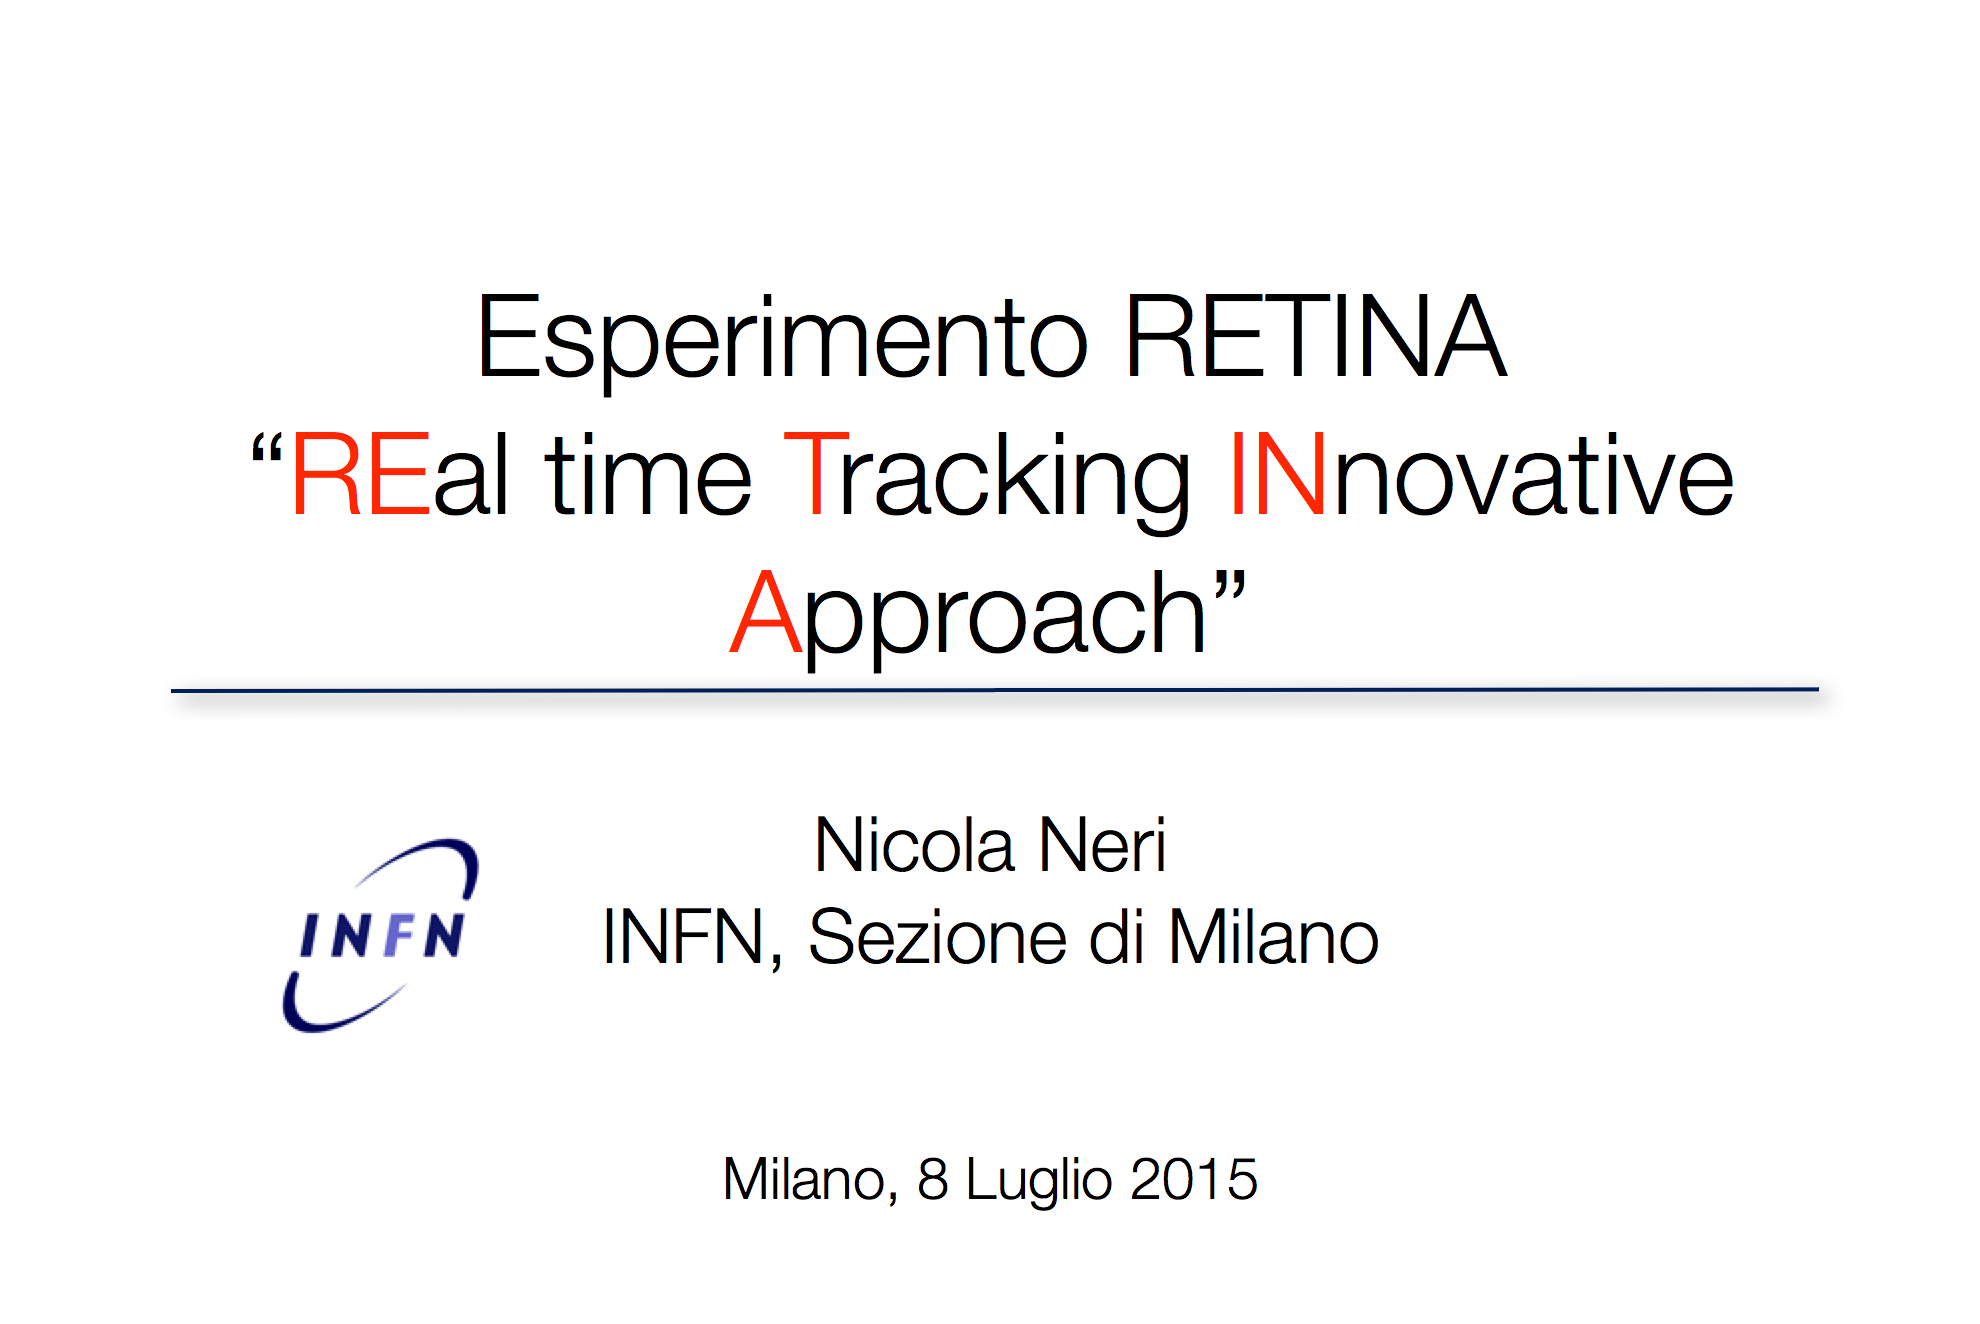 Esperimento RETINA
“REal time Tracking INnovative
Approach”
Nicola Neri
INFN, Sezione di Milano
INFN
Milano, 8 Luglio 2015